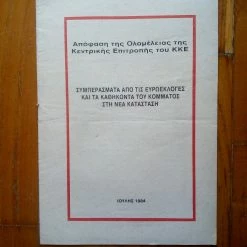 Απόφαση της Ολομέλειας της
Κεντρικής Επιτροπής του ΚΚΕ
ΣΥΜΠΕΡΑΣΜΑΤΑ ΑΠΟ ΤΙΣ ΕΥΡΩΕΚΛΟΓΕΣ
ΚΑΙ ΤΑ ΚΑΘΗΚΟΝΤΑ ΤΟΥ ΚΟΜΜΑΤΟΣ
ΣΤΗ ΝΕΑ ΚΑΤΑΣΤΑΣΗ
ΙΟΥΛΗΣ 1984